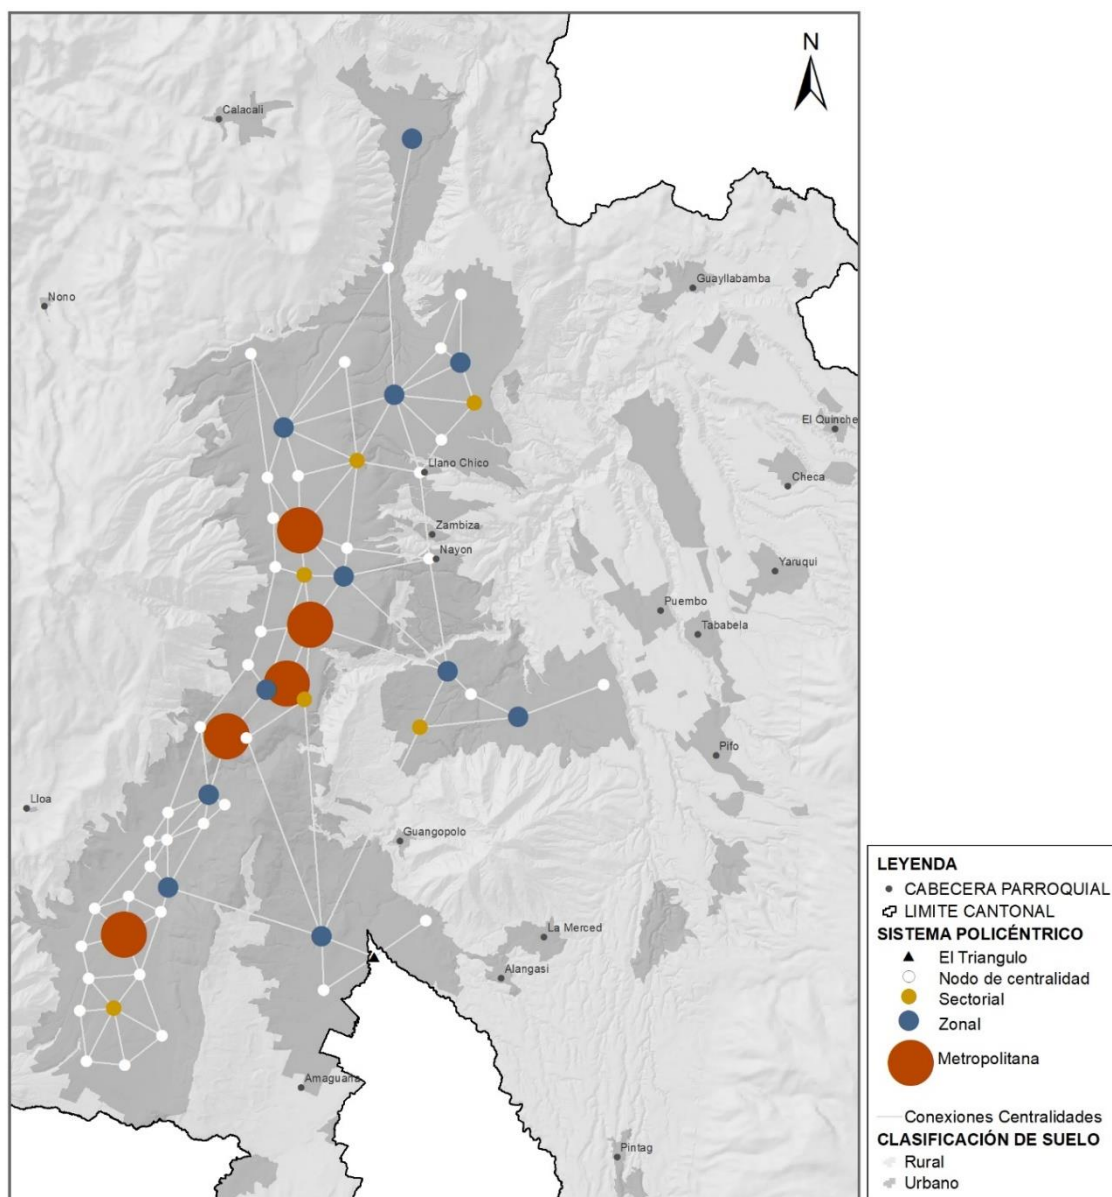 N
Calacali
Guayllabamba
Nono
El Quinche
Llano Chico
Checa
Zambiza
Nayon
Yaruqui
Puembo
Tababela
Pifo
Lloa
Guangopolo
La Merced
Alangasi
Amaguana
Pintag
LEYENDA
CABECERA PARROQUIAL
LIMITE CANTONAL
SISTEMA POLICÉNTRICO
El Triangulo
Nodo de centralidad
Sectorial
Zonal
Metropolitana
Conexiones Centralidades
CLASIFICACIÓN DE SUELO
Rural
Urbano